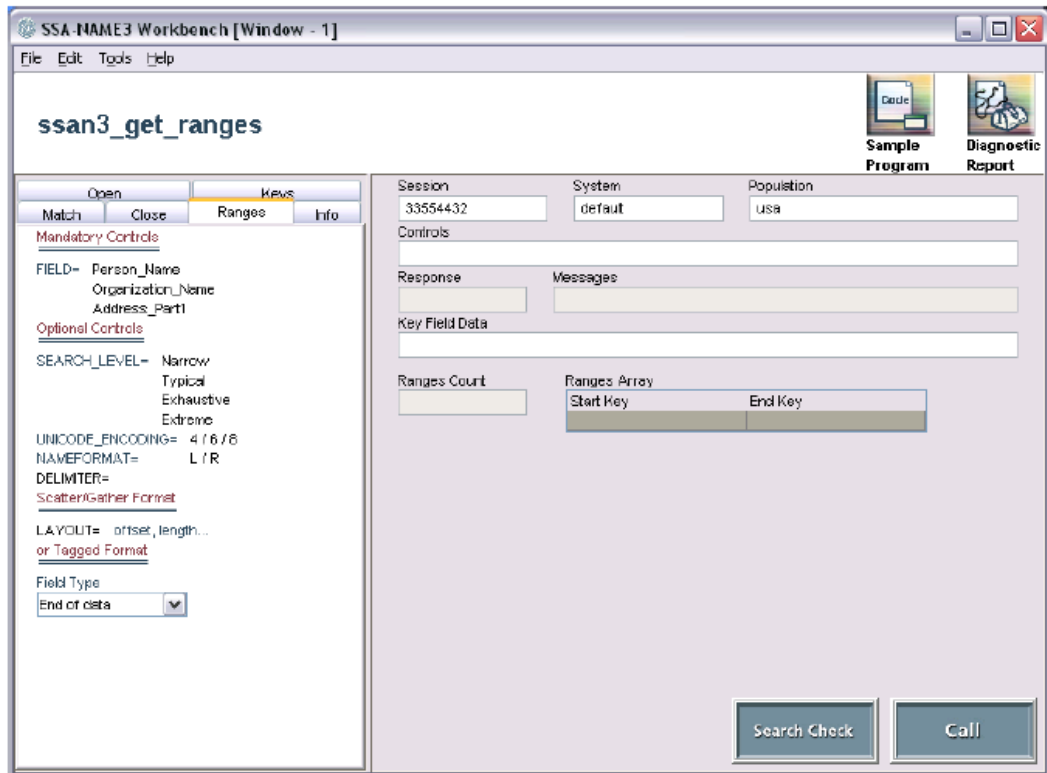 SSA-NAME3 Workbench [Window - 1]
File Edit Tools Help
ssan3_get_ranges
Code
Sample Program
Diagnostic Report
Open Keys
Match Close Ranges Info
Mandatory Controls
FIELD= Person_Name
Organization_Name
Address_Part1
Optional Controls
SEARCH_LEVEL= Narrow
Typical
Exhaustive
Extreme
UNICODE_ENCODING= 4 / 6 / 8
NAMEFORMAT= L / R
DELIMITER=
Scatter/Gather Format
LAYOUT= offset,length...
or Tagged Format
Field Type
End of data
Session System Population
33554432 defaut usa
Controls
Response Messages
Key Field Data
Ranges Count Ranges Array
Start Key End Key
Search Check Call